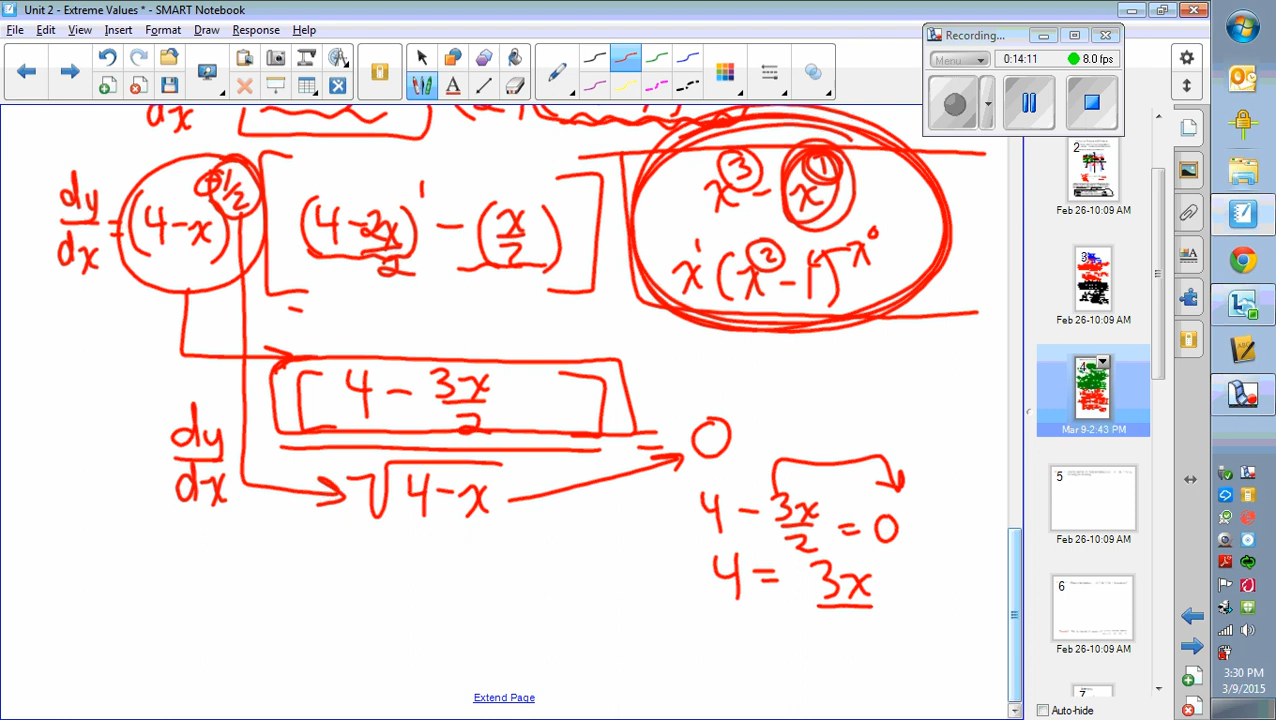 Unit 2 - Extreme Values * - SMART Notebook
File Edit View Insert Format Draw Response Help
Recording...
Menu
0:14:11
8.0 fps
dx
dy/dx = (4-x)^-1/2 [ (4 - 2x/2)^1 - (x/2) ]
x^3 - x^1
x^1 (x^2 - 1) x^0
=
dy/dx
[ 4 - 3x/2 ]
= 0
√4-x
4 - 3x/2 = 0
4 = 3x
Extend Page
2
Feb 26-10:09 AM
3
Feb 26-10:09 AM
4
Mar 9-2:43 PM
5
Feb 26-10:09 AM
6
Feb 26-10:09 AM
7
Auto-hide
3:30 PM
3/9/2015